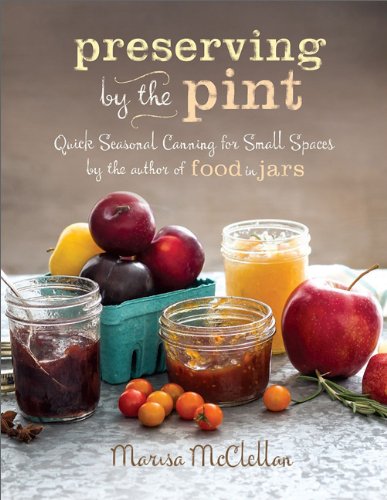 preserving
by the pint
Quick Seasonal Canning for Small Spaces
by the author of food in jars
Marisa McClellan